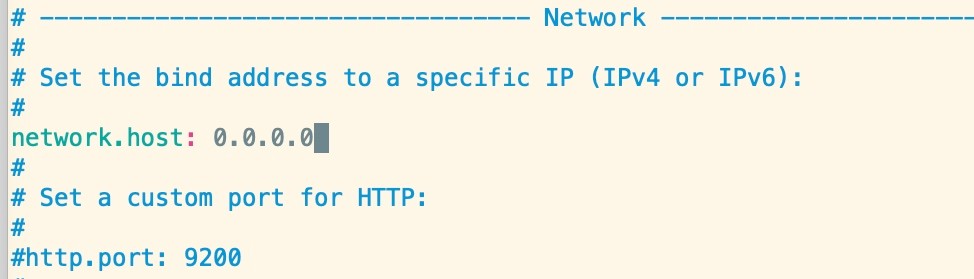 # ---------------------------------- Network -----------------------
#
# Set the bind address to a specific IP (IPv4 or IPv6):
#
network.host: 0.0.0.0
#
# Set a custom port for HTTP:
#
#http.port: 9200